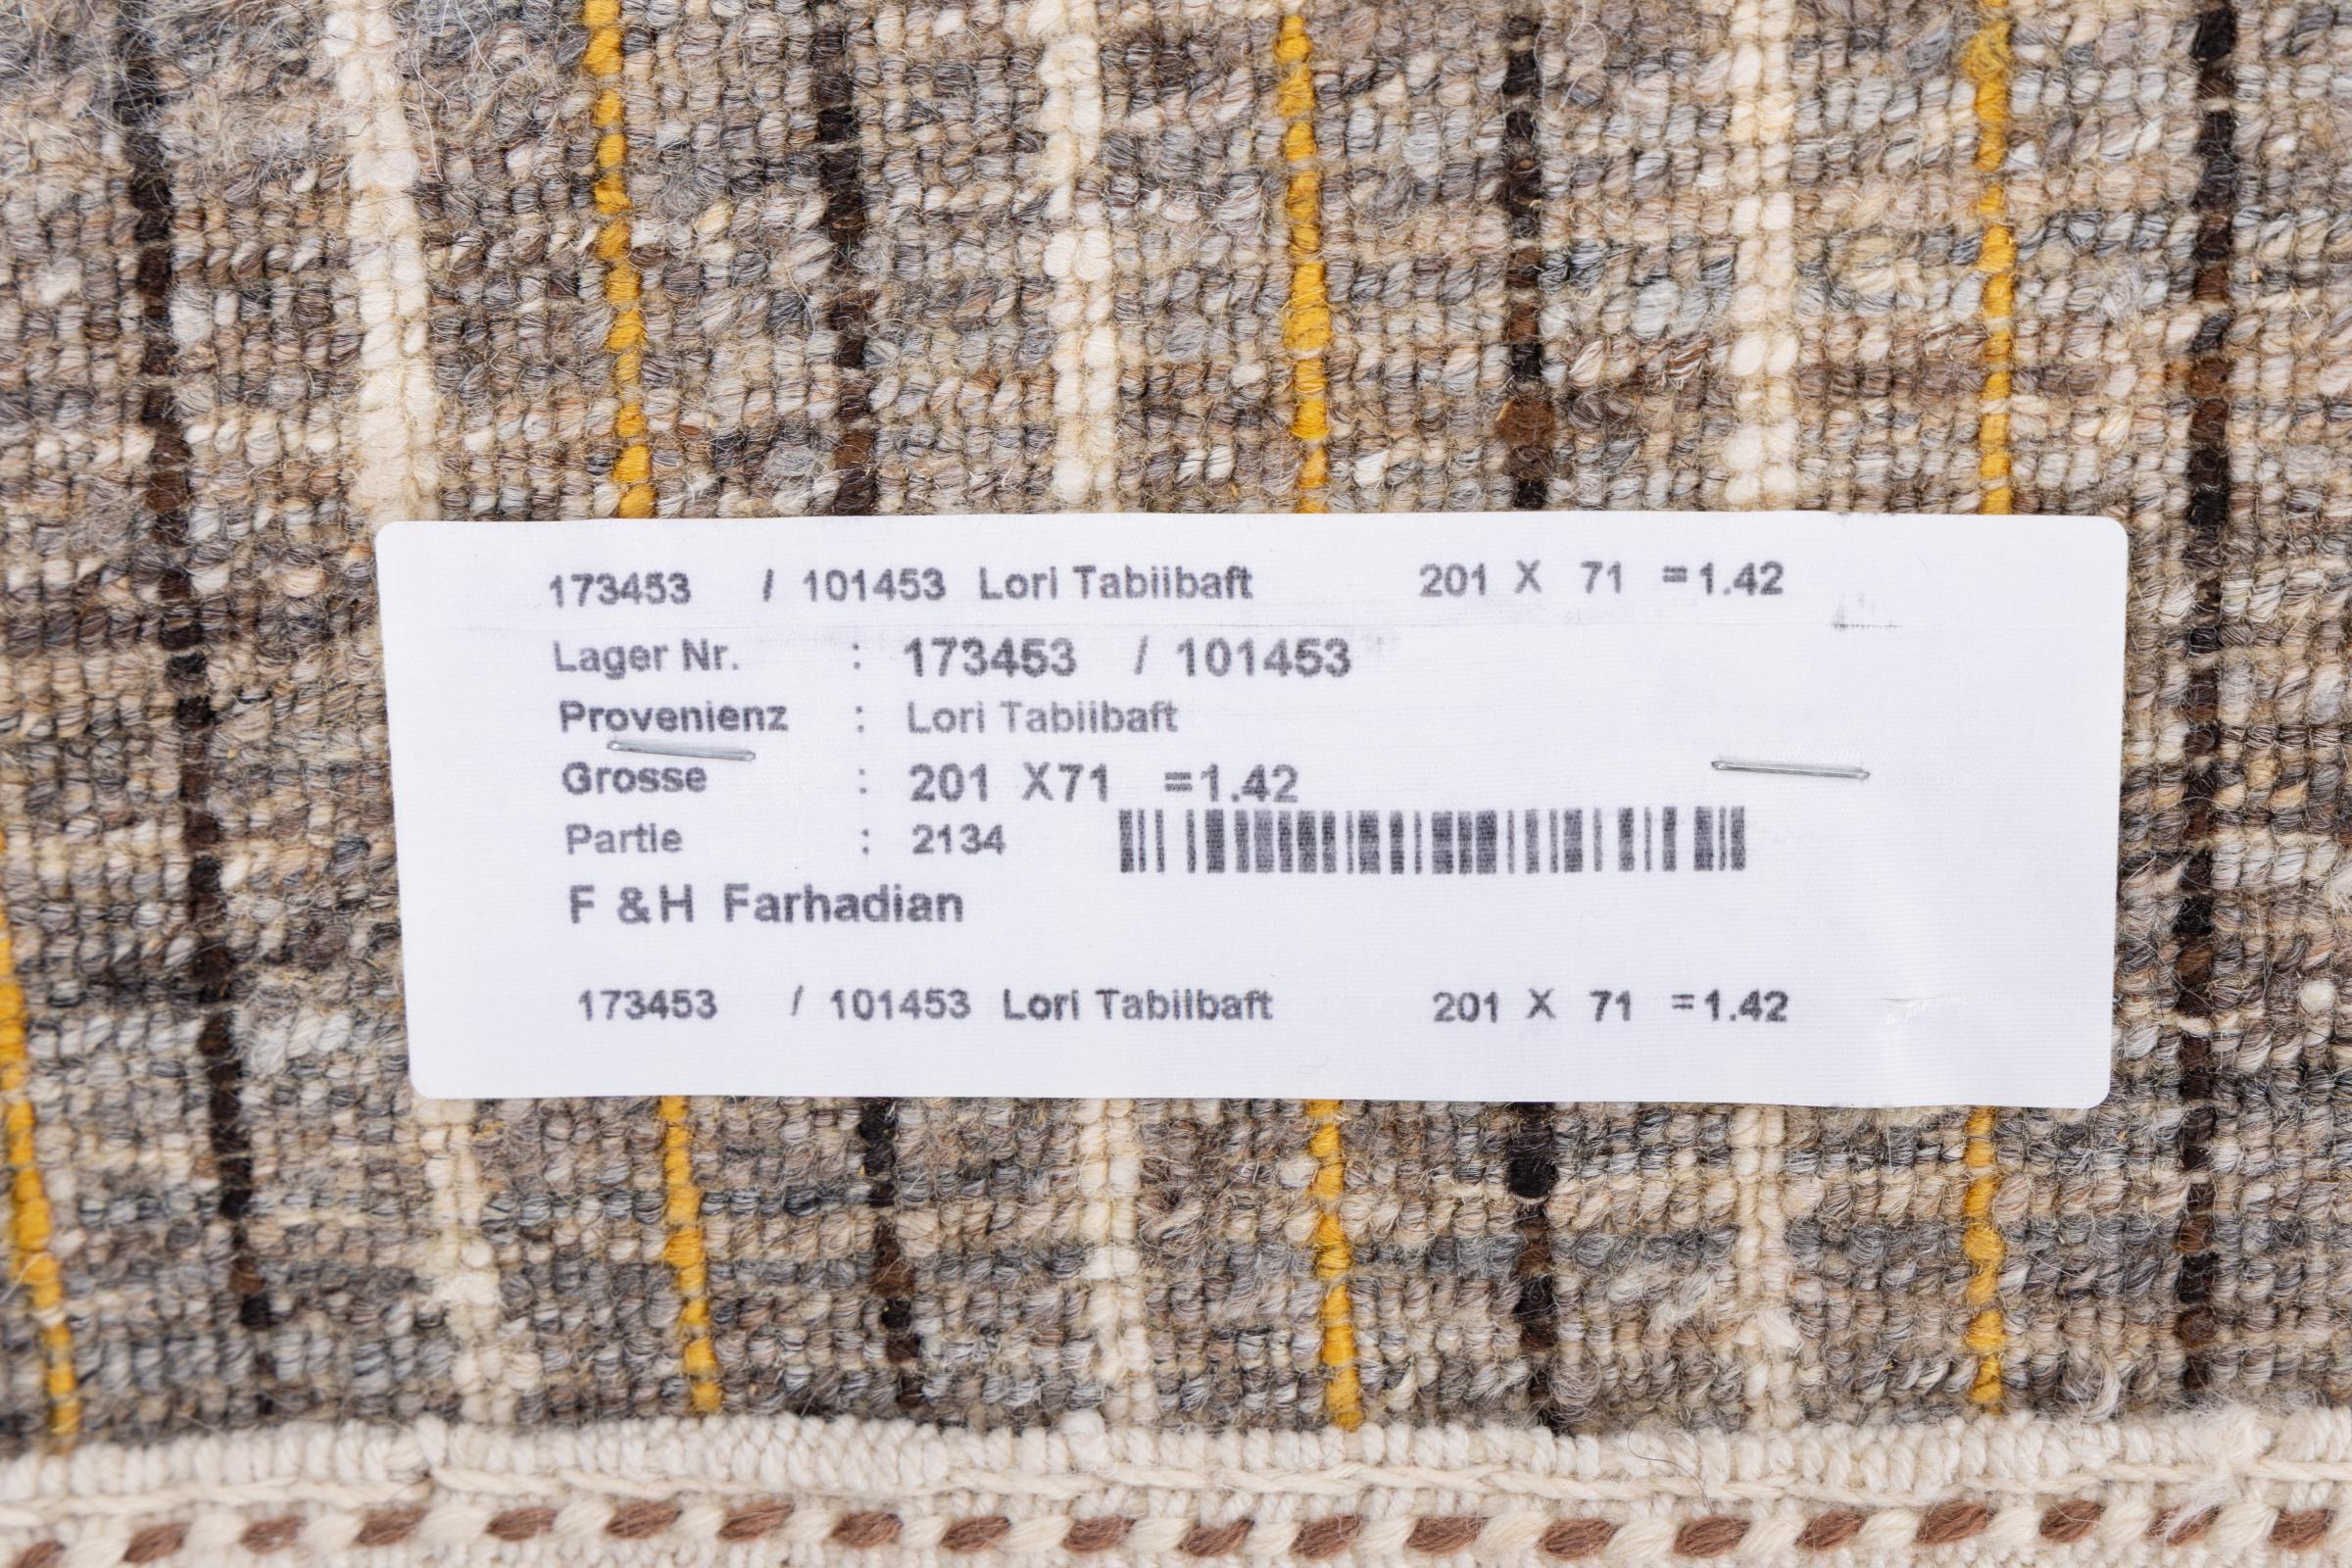 173453 / 101453 Lori Tabiibaft 201 X 71 =1.42
Lager Nr. : 173453 / 101453
Provenienz : Lori Tabiibaft
Grosse : 201 X71 =1.42
Partie : 2134
F &H Farhadian
173453 / 101453 Lori Tabiibaft 201 X 71 =1.42